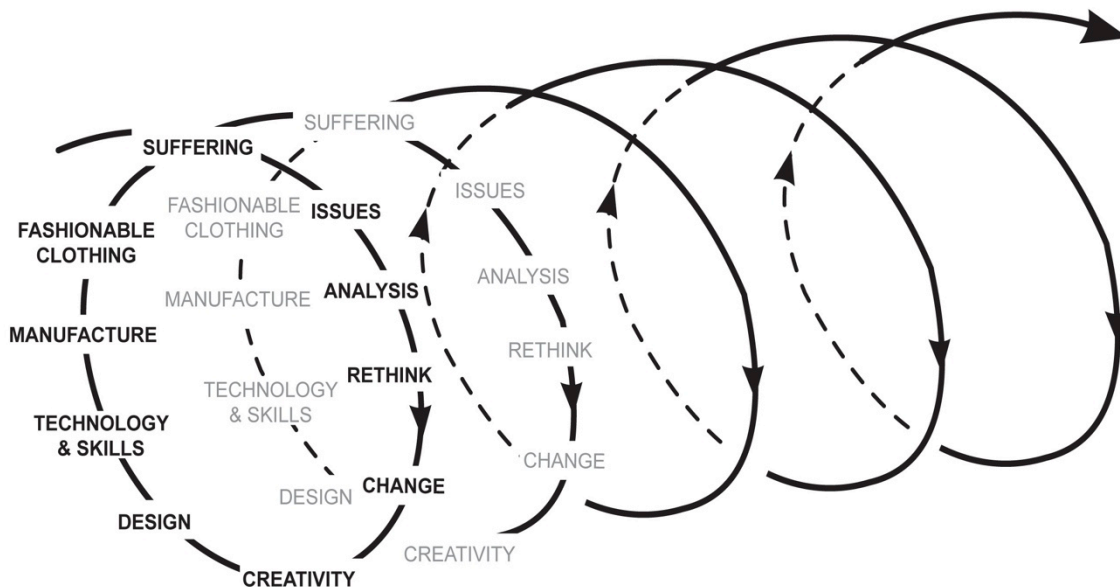 SUFFERING
ISSUES
ANALYSIS
RETHINK
CHANGE
CREATIVITY
DESIGN
TECHNOLOGY
& SKILLS
MANUFACTURE
FASHIONABLE
CLOTHING
SUFFERING
ISSUES
ANALYSIS
RETHINK
CHANGE
CREATIVITY
DESIGN
TECHNOLOGY
& SKILLS
MANUFACTURE
FASHIONABLE
CLOTHING